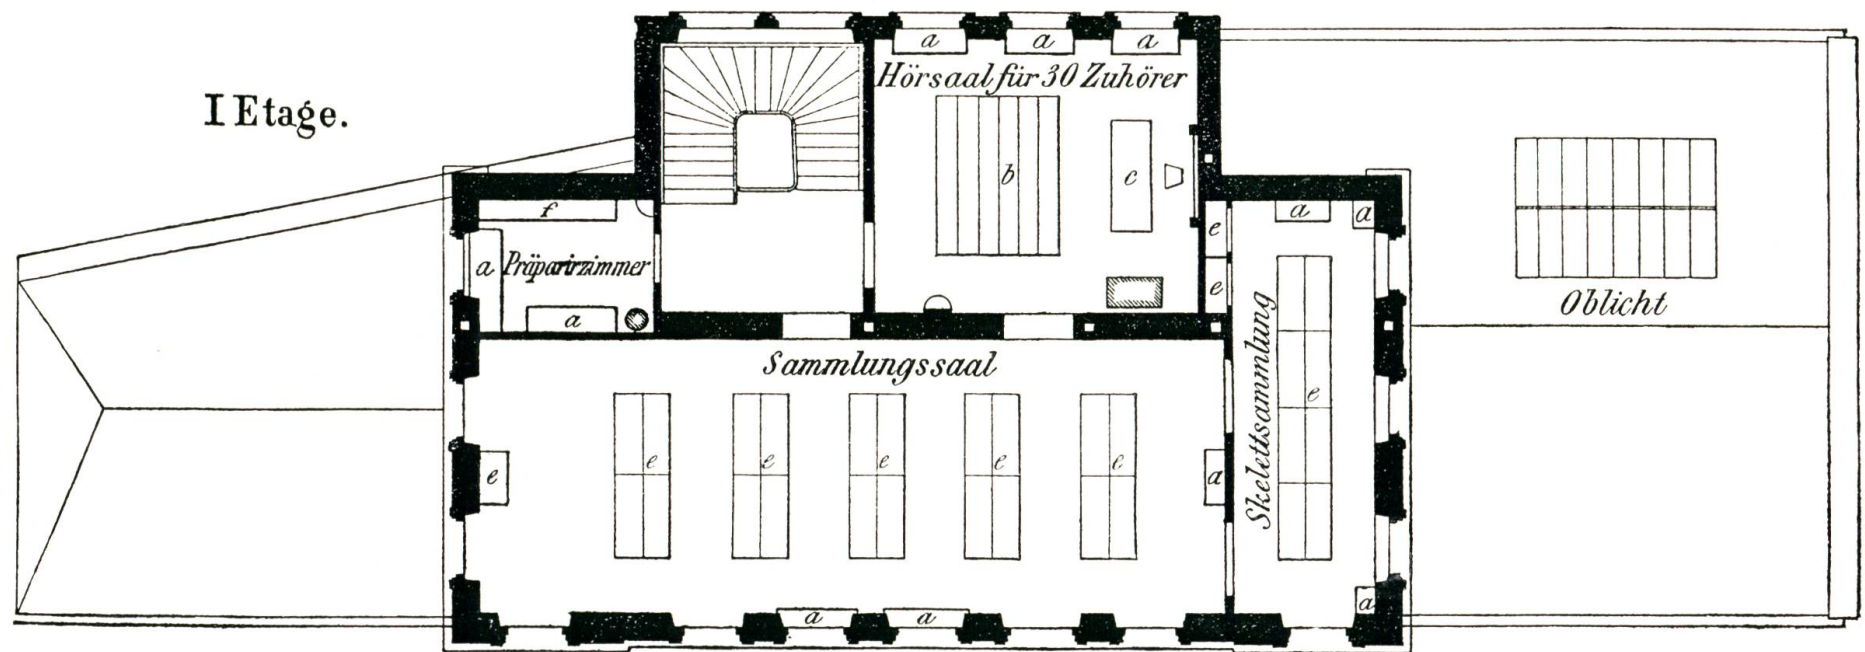 I Etage.
a a a
Hörsaal für 30 Zuhörer
b c
f
a Präparirzimmer
a
e
e
a a
Skelettsammlung
e
a
Oblicht
Sammlungssaal
e e e e e
e
a
a a